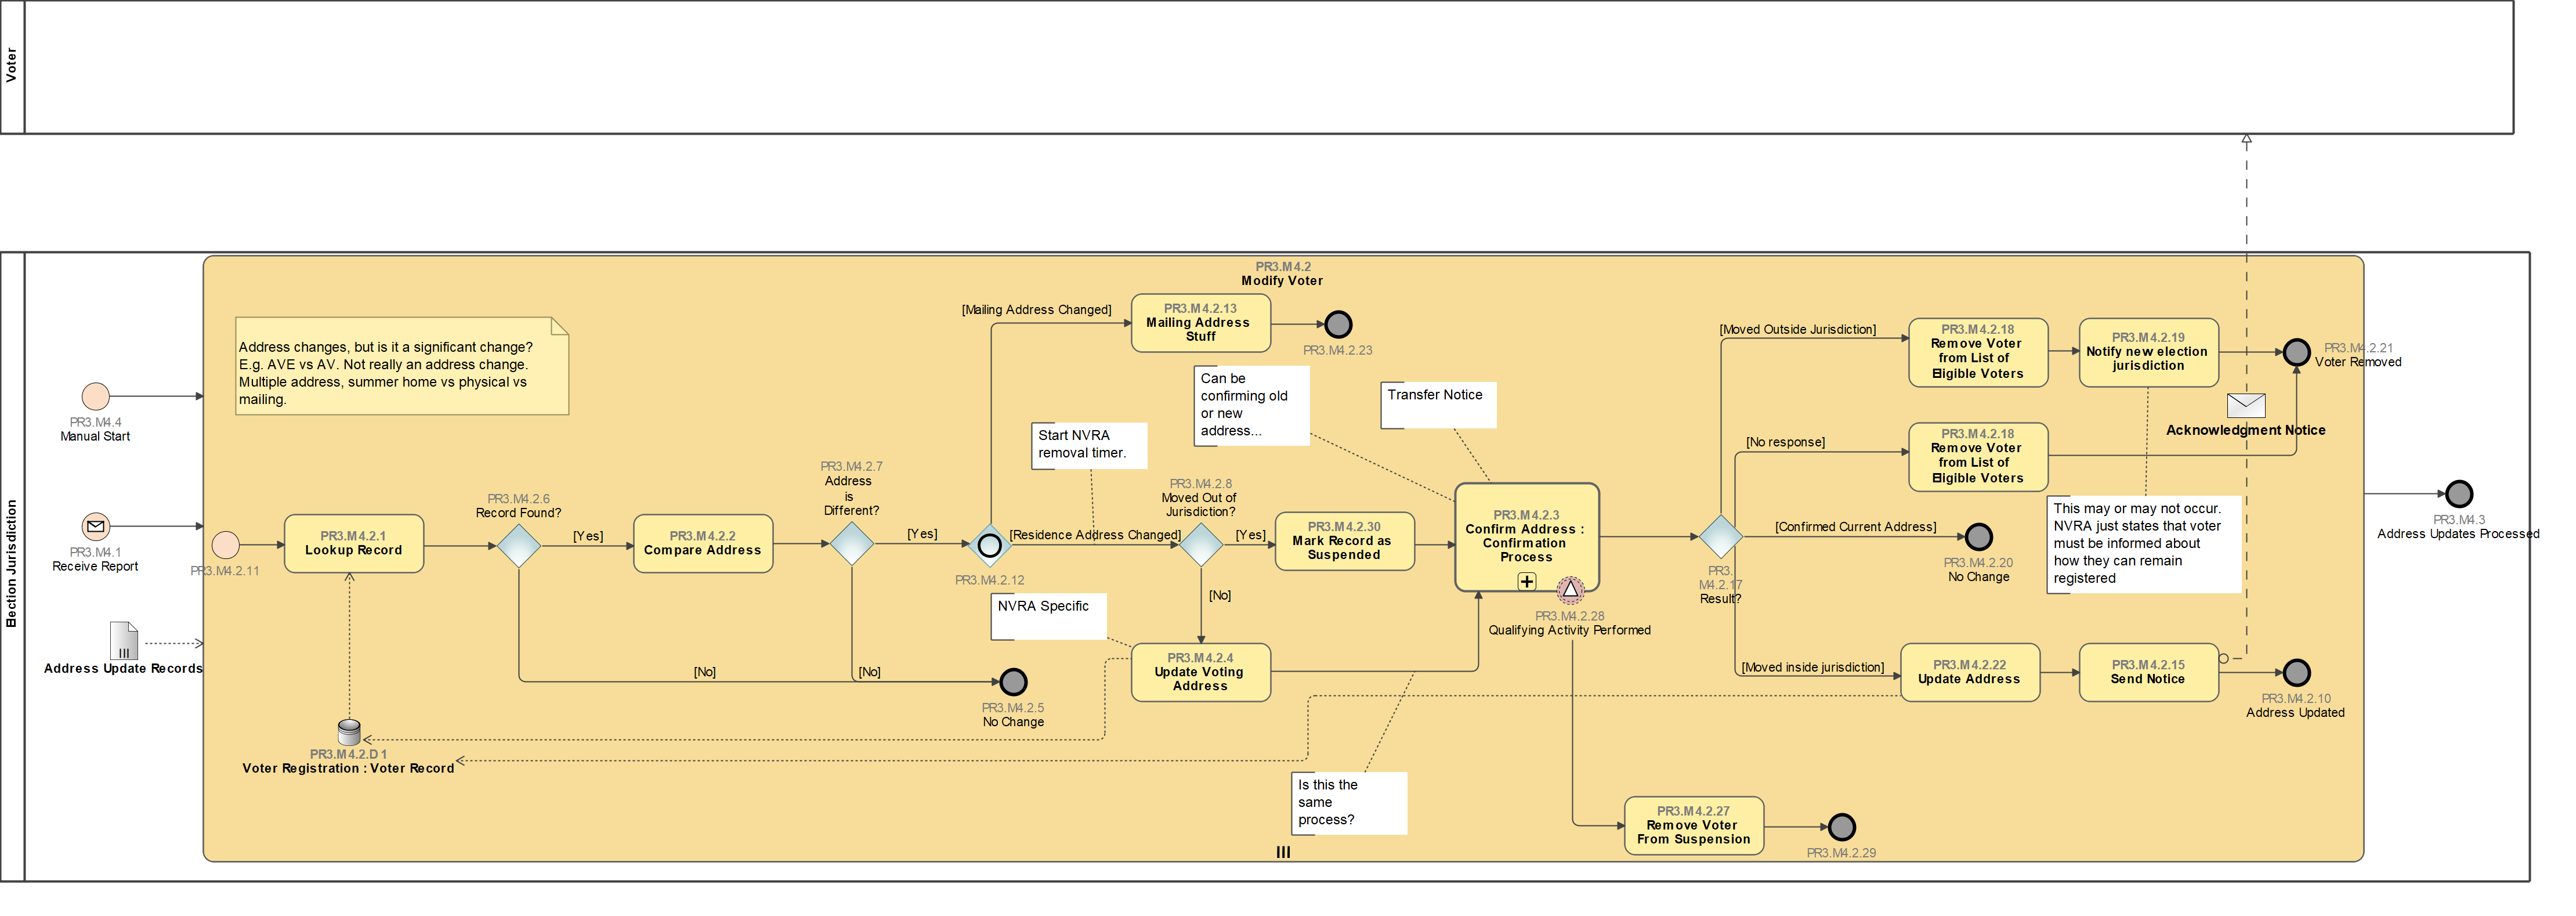 Voter
Election Jurisdiction
PR3.M4.2
Modify Voter
Address changes, but is it a significant change?
E.g. AVE vs AV. Not really an address change.
Multiple address, summer home vs physical vs
mailing.
PR3.M4.4
Manual Start
PR3.M4.1
Receive Report
Address Update Records
PR3.M4.2.11
PR3.M4.2.1
Lookup Record
PR3.M4.2.D1
Voter Registration : Voter Record
PR3.M4.2.6
Record Found?
[Yes]
[No]
PR3.M4.2.2
Compare Address
PR3.M4.2.7
Address
is
Different?
[Yes]
[No]
PR3.M4.2.5
No Change
PR3.M4.2.12
[Mailing Address Changed]
PR3.M4.2.13
Mailing Address
Stuff
PR3.M4.2.23
[Residence Address Changed]
Start NVRA
removal timer.
PR3.M4.2.8
Moved Out of
Jurisdiction?
[Yes]
[No]
NVRA Specific
PR3.M4.2.4
Update Voting
Address
PR3.M4.2.30
Mark Record as
Suspended
Can be
confirming old
or new
address...
Transfer Notice
PR3.M4.2.3
Confirm Address :
Confirmation
Process
PR3.M4.2.28
Qualifying Activity Performed
Is this the
same
process?
PR3.M4.2.27
Remove Voter
From Suspension
PR3.M4.2.29
PR3.
M4.2.17
Result?
[Moved Outside Jurisdiction]
PR3.M4.2.18
Remove Voter
from List of
Eligible Voters
PR3.M4.2.19
Notify new election
jurisdiction
PR3.M4.2.21
Voter Removed
[No response]
PR3.M4.2.18
Remove Voter
from List of
Eligible Voters
Acknowledgment Notice
[Confirmed Current Address]
PR3.M4.2.20
No Change
This may or may not occur.
NVRA just states that voter
must be informed about
how they can remain
registered
[Moved inside jurisdiction]
PR3.M4.2.22
Update Address
PR3.M4.2.15
Send Notice
PR3.M4.2.10
Address Updated
PR3.M4.3
Address Updates Processed